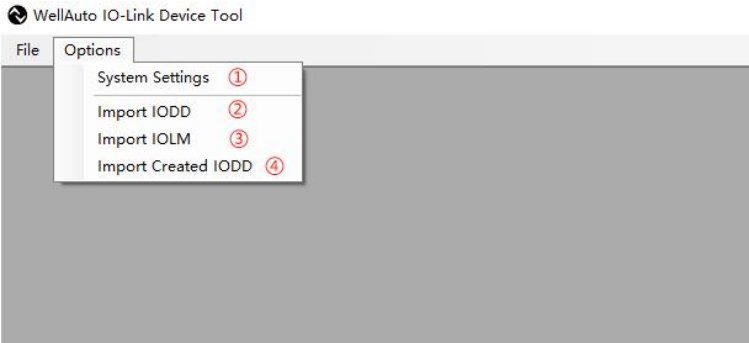 WellAuto IO-Link Device Tool
File Options
System Settings ①
Import IODD ②
Import IOLM ③
Import Created IODD ④